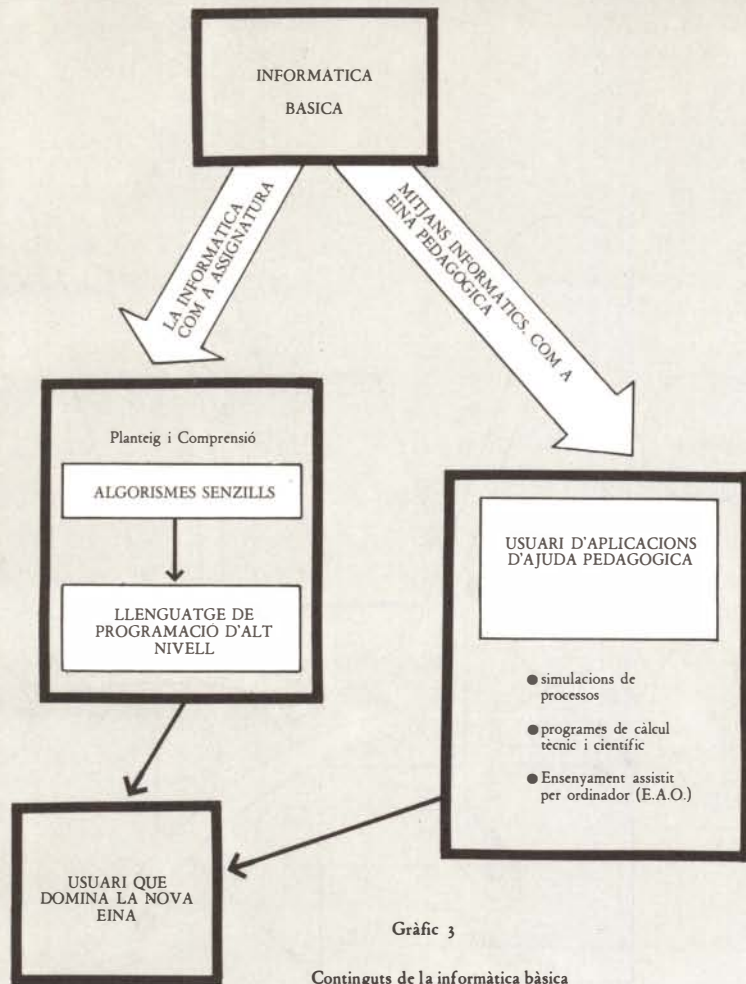 INFORMATICA
BASICA
LA INFORMATICA
COM A ASSIGNATURA
MITJANS INFORMATICS, COM A
EINA PEDAGOGICA
Planteig i Comprensió
ALGORISMES SENZILLS
LLENGUATGE DE
PROGRAMACIÓ D'ALT
NIVELL
USUARI D'APLICACIONS
D'AJUDA PEDAGOGICA
● simulacions de
processos
● programes de càlcul
tècnic i científic
● Ensenyament assistit
per ordinador (E.A.O.)
USUARI QUE
DOMINA LA NOVA
EINA
Gràfic 3
Continguts de la informàtica bàsica